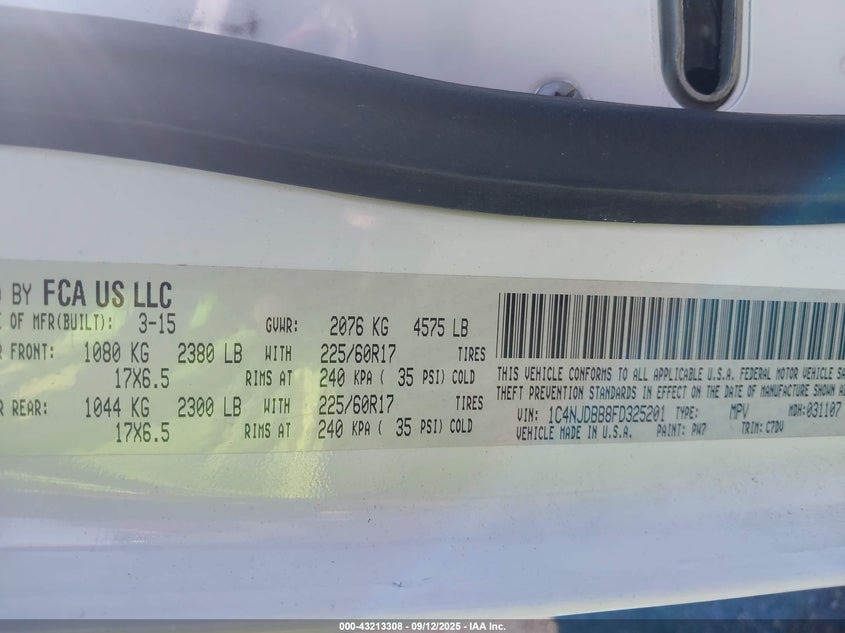 BY FCA US LLC
OF MFR(BUILT): 3-15 GVWR: 2076 KG 4575 LB
FRONT: 1080 KG 2380 LB WITH 225/60R17 TIRES
17X6.5 RIMS AT 240 KPA ( 35 PSI) COLD
REAR: 1044 KG 2300 LB WITH 225/60R17 TIRES
17X6.5 RIMS AT 240 KPA ( 35 PSI) COLD
THIS VEHICLE CONFORMS TO ALL APPLICABLE U.S.A. FEDERAL MOTOR VEHICLE
THEFT PREVENTION STANDARDS IN EFFECT ON THE DATE OF MANUFACTURE SHOWN
VIN: 1C4NJDBB8FD325201 TYPE: MPV MDH: 031107
VEHICLE MADE IN U.S.A. PAINT: PW7 TRIM: C7DV
000-43213308 - 09/12/2025 - IAA Inc.